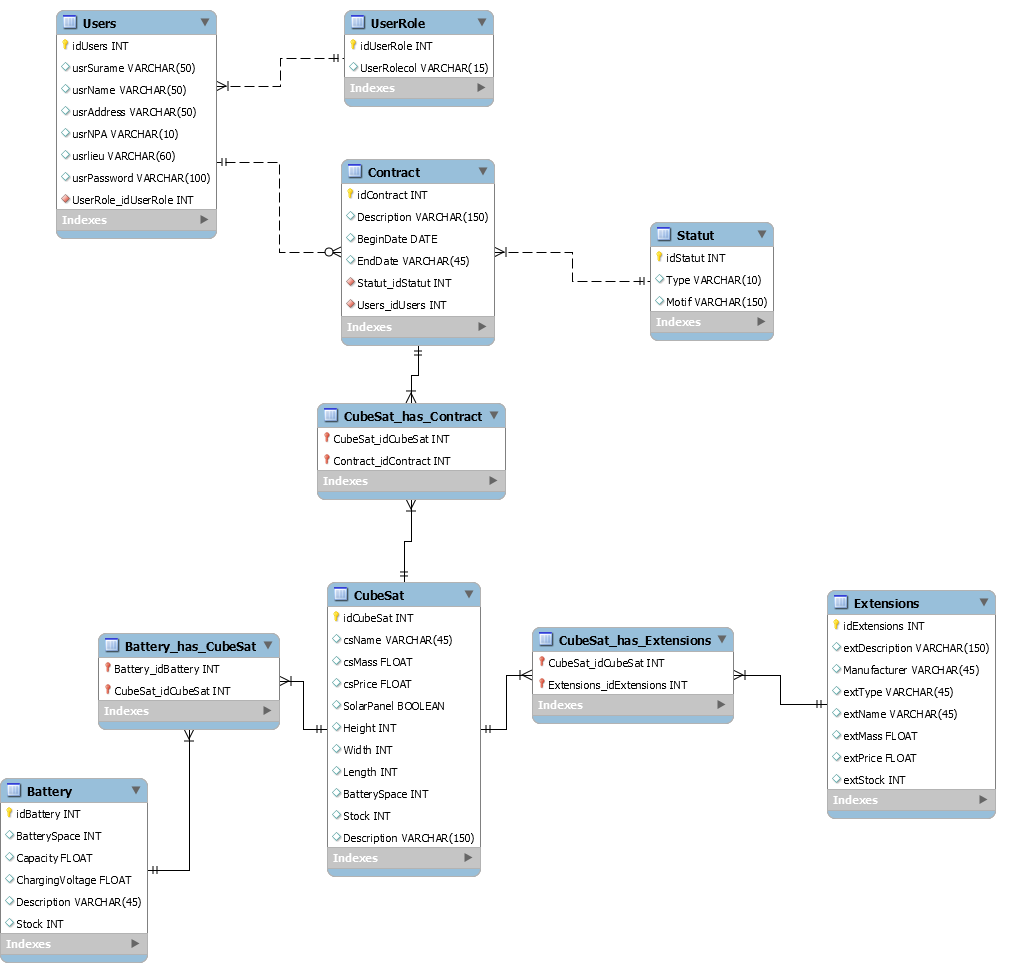 Users
idUsers INT
usrSurame VARCHAR(50)
usrName VARCHAR(50)
usrAddress VARCHAR(50)
usrNPA VARCHAR(10)
usrlieu VARCHAR(60)
usrPassword VARCHAR(100)
UserRole_idUserRole INT
Indexes
UserRole
idUserRole INT
UserRolecol VARCHAR(15)
Indexes
Contract
idContract INT
Description VARCHAR(150)
BeginDate DATE
EndDate VARCHAR(45)
Statut_idStatut INT
Users_idUsers INT
Indexes
Statut
idStatut INT
Type VARCHAR(10)
Motif VARCHAR(150)
Indexes
CubeSat_has_Contract
CubeSat_idCubeSat INT
Contract_idContract INT
Indexes
CubeSat
idCubeSat INT
csName VARCHAR(45)
csMass FLOAT
csPrice FLOAT
SolarPanel BOOLEAN
Height INT
Width INT
Length INT
BatterySpace INT
Stock INT
Description VARCHAR(150)
Indexes
Battery_has_CubeSat
Battery_idBattery INT
CubeSat_idCubeSat INT
Indexes
Battery
idBattery INT
BatterySpace INT
Capacity FLOAT
ChargingVoltage FLOAT
Description VARCHAR(45)
Stock INT
Indexes
CubeSat_has_Extensions
CubeSat_idCubeSat INT
Extensions_idExtensions INT
Indexes
Extensions
idExtensions INT
extDescription VARCHAR(150)
Manufacturer VARCHAR(45)
extType VARCHAR(45)
extName VARCHAR(45)
extMass FLOAT
extPrice FLOAT
extStock INT
Indexes